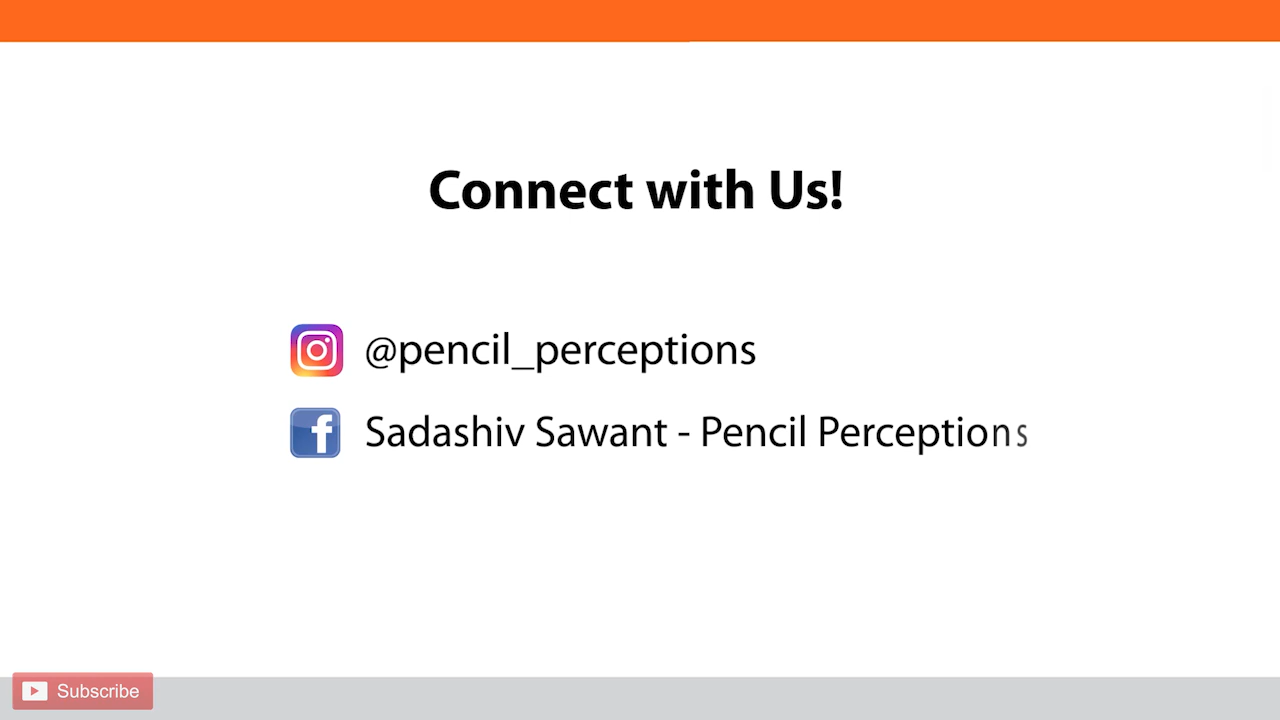 Connect with Us!
@pencil_perceptions
Sadashiv Sawant - Pencil Perceptions
Subscribe